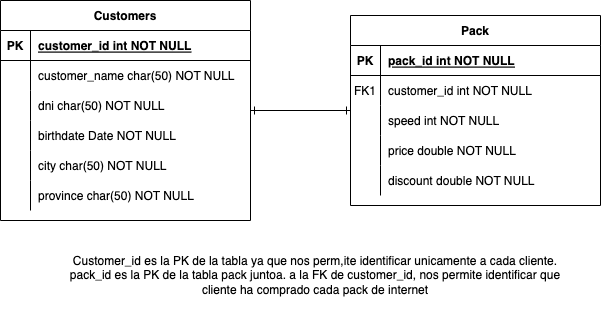 Customers
PK customer_id int NOT NULL
customer_name char(50) NOT NULL
dni char(50) NOT NULL
birthdate Date NOT NULL
city char(50) NOT NULL
province char(50) NOT NULL
Pack
PK pack_id int NOT NULL
FK1 customer_id int NOT NULL
speed int NOT NULL
price double NOT NULL
discount double NOT NULL
Customer_id es la PK de la tabla ya que nos perm,ite identificar unicamente a cada cliente.
pack_id es la PK de la tabla pack juntoa. a la FK de customer_id, nos permite identificar que
cliente ha comprado cada pack de internet